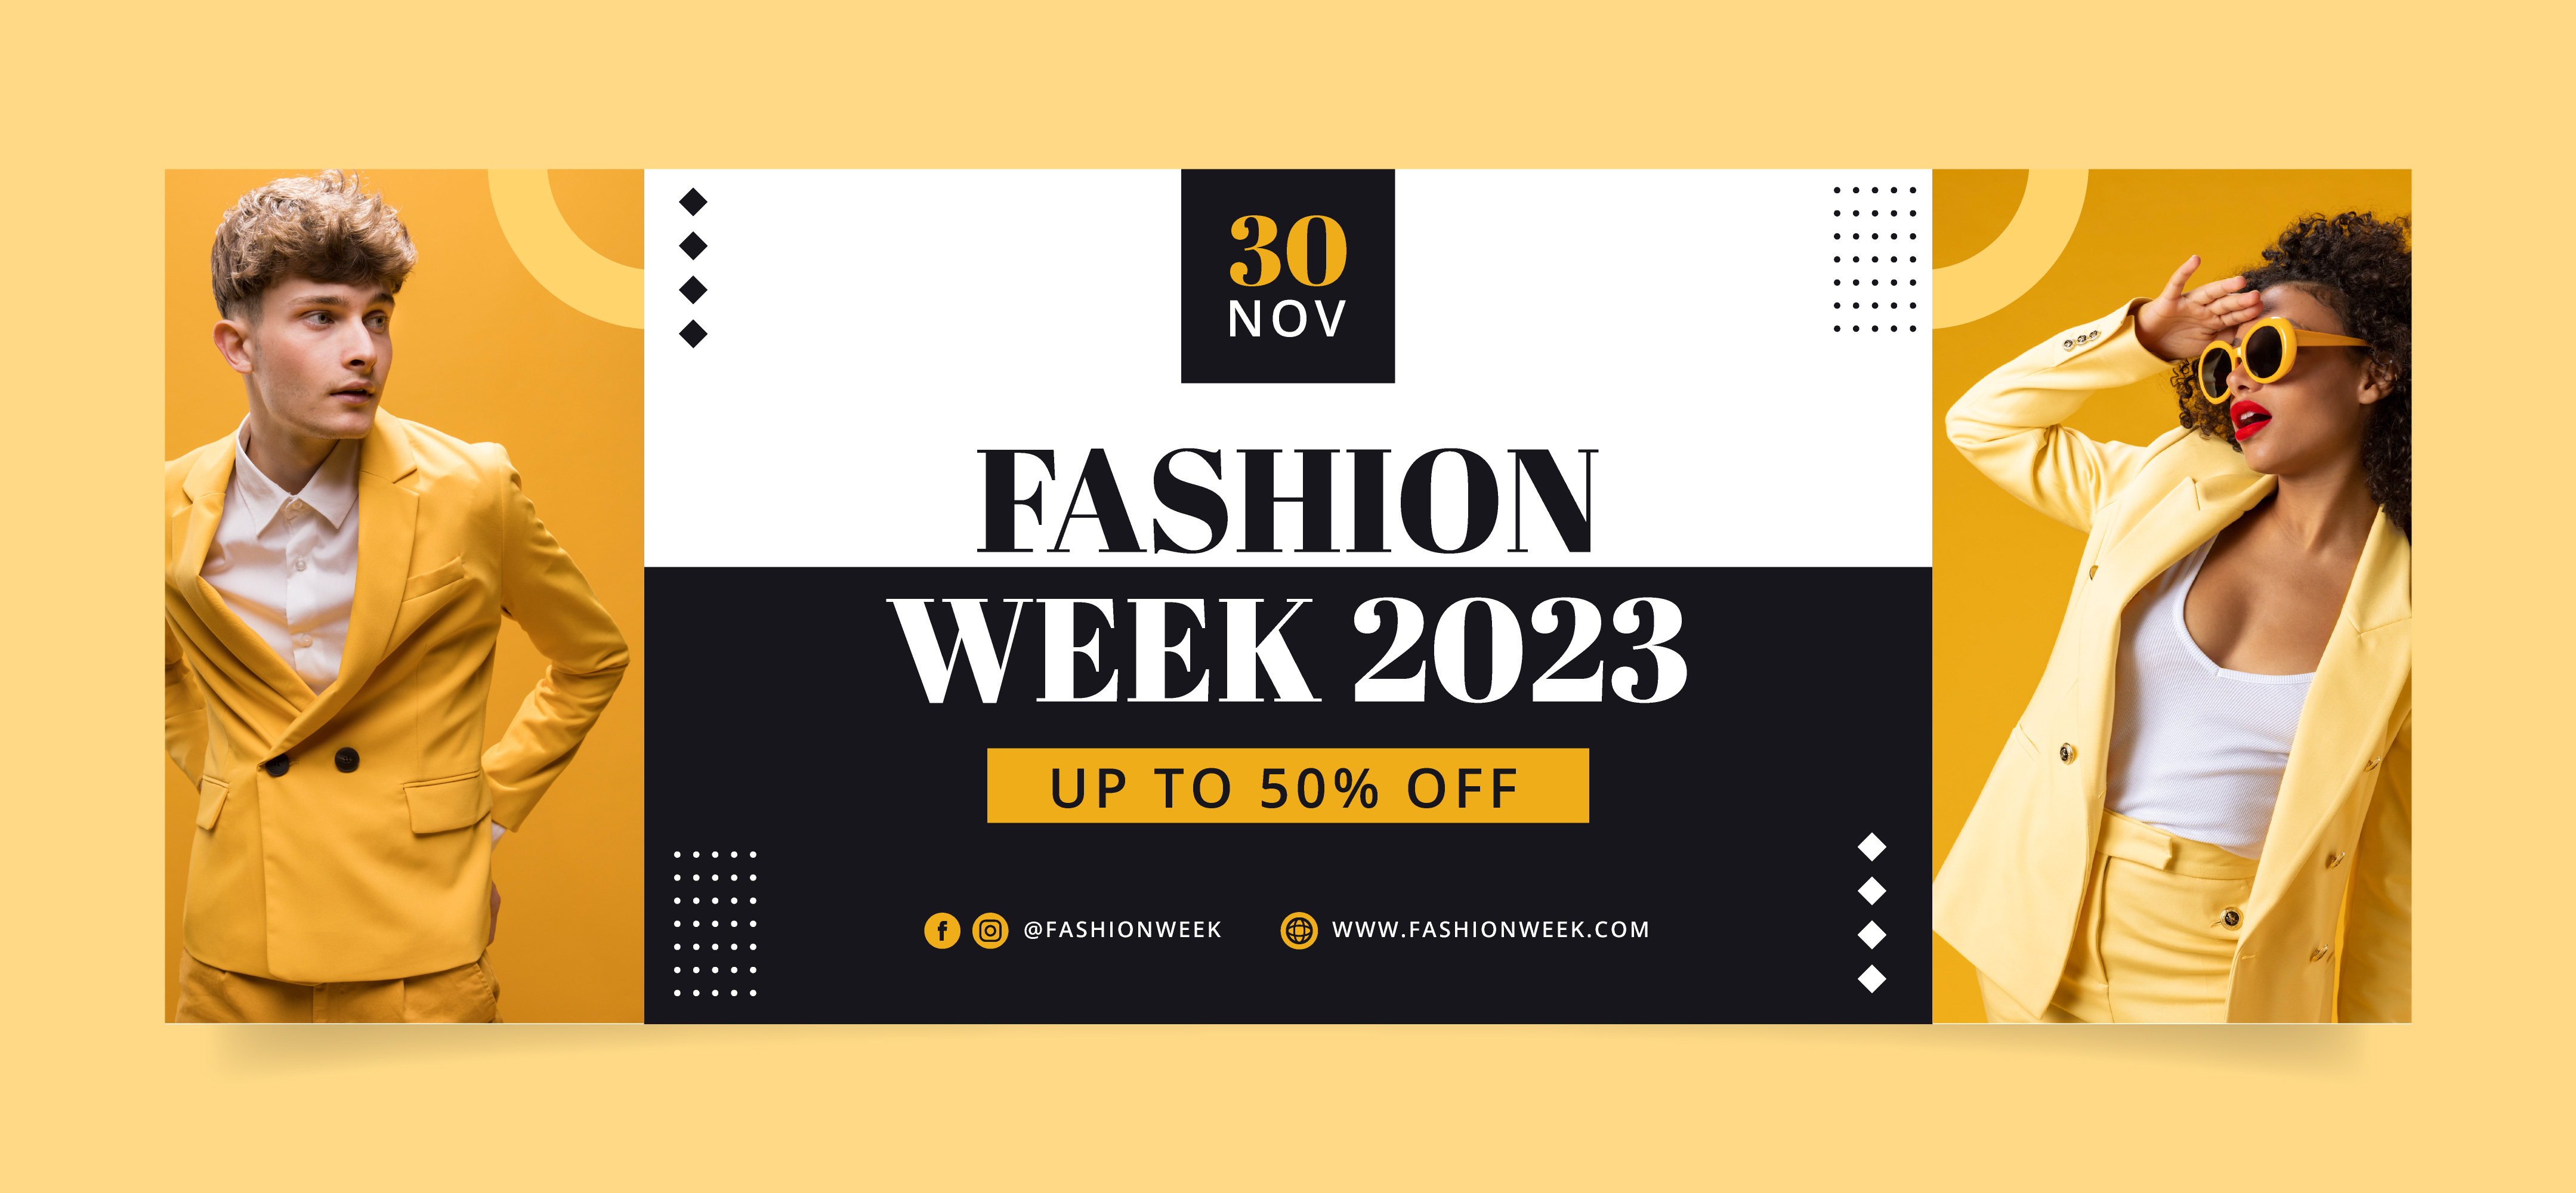 30
NOV
FASHION
WEEK 2023
UP TO 50% OFF
@FASHIONWEEK WWW.FASHIONWEEK.COM